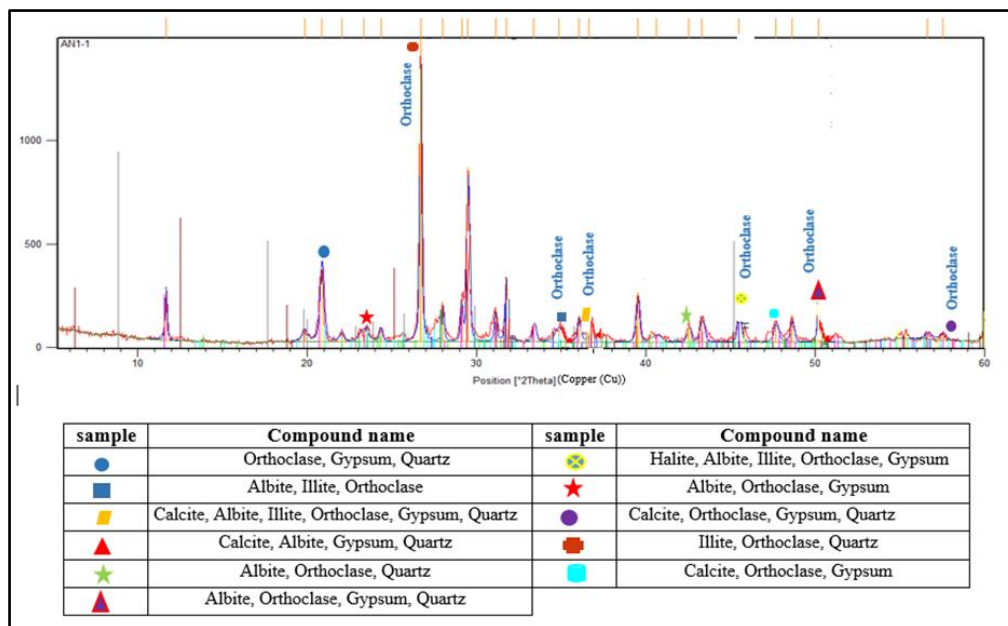 AN1-1
Orthoclase
Orthoclase
Orthoclase
Orthoclase
Orthoclase
Orthoclase
1000
500
0
10
20
30
40
50
60
Position [°2Theta] (Copper (Cu))
sample Compound name sample Compound name
Orthoclase, Gypsum, Quartz Halite, Albite, Illite, Orthoclase, Gypsum
Albite, Illite, Orthoclase Albite, Orthoclase, Gypsum
Calcite, Albite, Illite, Orthoclase, Gypsum, Quartz Calcite, Orthoclase, Gypsum, Quartz
Calcite, Albite, Gypsum, Quartz Illite, Orthoclase, Quartz
Albite, Orthoclase, Quartz Calcite, Orthoclase, Gypsum
Albite, Orthoclase, Gypsum, Quartz